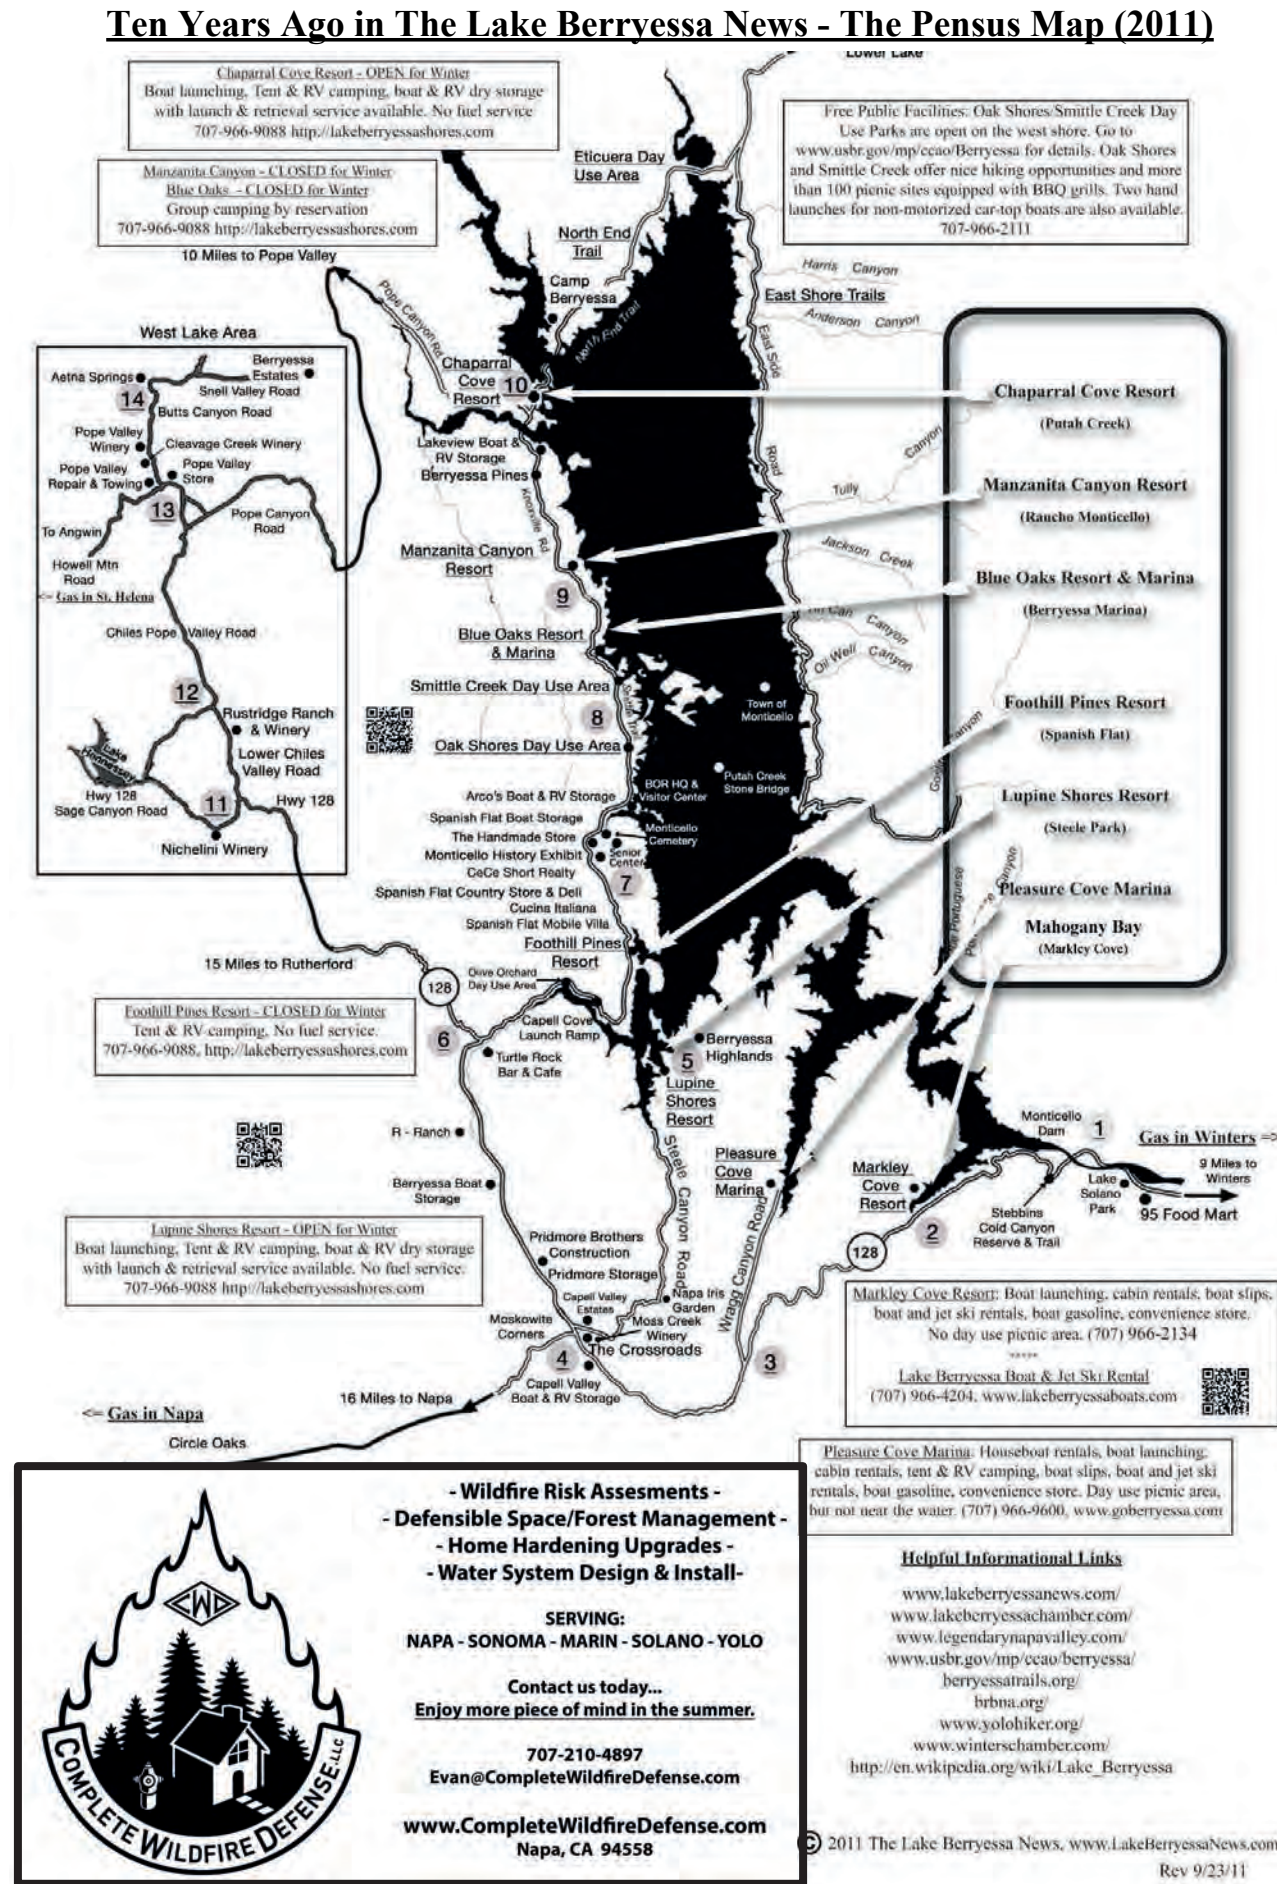 Ten Years Ago in The Lake Berryessa News - The Pensus Map (2011)
Lower Lake
Chaparral Cove Resort - OPEN for Winter
Boat launching, Tent & RV camping, boat & RV dry storage
with launch & retrieval service available. No fuel service
707-966-9088 http://lakeberryessashores.com
Manzanita Canyon - CLOSED for Winter
Blue Oaks - CLOSED for Winter
Group camping by reservation
707-966-9088 http://lakeberryessashores.com
Free Public Facilities: Oak Shores/Smittle Creek Day
Use Parks are open on the west shore. Go to
www.usbr.gov/mp/ccao/Berryessa for details. Oak Shores
and Smittle Creek offer nice hiking opportunities and more
than 100 picnic sites equipped with BBQ grills. Two hand
launches for non-motorized car-top boats are also available.
707-966-2111
Eticuera Day
Use Area
North End
Trail
Camp
Berryessa
North End Trail
10 Miles to Pope Valley
Pope Canyon Rd
Harris Canyon
East Shore Trails
Anderson Canyon
East Side
Road
Canyon
Tully
Jackson Creek
Canyon
Oil Well Canyon
West Lake Area
Aetna Springs
Berryessa
Estates
Snell Valley Road
14
Butts Canyon Road
Pope Valley
Winery
Cleavage Creek Winery
Pope Valley
Repair & Towing
Pope Valley
Store
13
Pope Canyon
Road
To Angwin
Howell Mtn
Road
<= Gas in St. Helena
Chiles Pope Valley Road
12
Rustridge Ranch
& Winery
Lower Chiles
Valley Road
Lake
Hennessey
Hwy 128
Sage Canyon Road
11
Hwy 128
Nichelini Winery
Chaparral
Cove
Resort
10
Lakeview Boat &
RV Storage
Berryessa Pines
Knoxville Rd
Manzanita Canyon
Resort
9
Blue Oaks Resort
& Marina
Smittle Creek Day Use Area
8
Oak Shores Day Use Area
Town of
Monticello
Putah Creek
Stone Bridge
BOR HQ &
Visitor Center
Arco's Boat & RV Storage
Spanish Flat Boat Storage
The Handmade Store
Monticello History Exhibit
CeCe Short Realty
Monticello
Cemetery
Senior
Center
7
Spanish Flat Country Store & Deli
Cucina Italiana
Spanish Flat Mobile Villa
Foothill Pines
Resort
Chaparral Cove Resort
(Putah Creek)
Manzanita Canyon Resort
(Rancho Monticello)
Blue Oaks Resort & Marina
(Berryessa Marina)
Foothill Pines Resort
(Spanish Flat)
Lupine Shores Resort
(Steele Park)
Pleasure Cove Marina
Mahogany Bay
(Markley Cove)
Canyon
Portuguese
Canyon
15 Miles to Rutherford
128
Olive Orchard
Day Use Area
Capell Cove
Launch Ramp
6
Turtle Rock
Bar & Cafe
5
Berryessa
Highlands
Lupine
Shores
Resort
Foothill Pines Resort - CLOSED for Winter
Tent & RV camping, No fuel service.
707-966-9088, http://lakeberryessashores.com
R - Ranch
Berryessa Boat
Storage
Steele Canyon Road
Pleasure
Cove
Marina
Wragg Canyon Road
Markley
Cove
Resort
Monticello
Dam
1
Gas in Winters =>
9 Miles to
Winters
Lake
Solano
Park
95 Food Mart
Stebbins
Cold Canyon
Reserve & Trail
2
128
Lupine Shores Resort - OPEN for Winter
Boat launching, Tent & RV camping, boat & RV dry storage
with launch & retrieval service available. No fuel service.
707-966-9088 http://lakeberryessashores.com
Pridmore Brothers
Construction
Pridmore Storage
Capell Valley
Estates
Napa Iris
Garden
Moskowite
Corners
Moss Creek
Winery
The Crossroads
4
Capell Valley
Boat & RV Storage
3
16 Miles to Napa
<= Gas in Napa
Circle Oaks
Markley Cove Resort: Boat launching, cabin rentals, boat slips,
boat and jet ski rentals, boat gasoline, convenience store.
No day use picnic area. (707) 966-2134
*****
Lake Berryessa Boat & Jet Ski Rental
(707) 966-4204, www.lakeberryessaboats.com
Pleasure Cove Marina: Houseboat rentals, boat launching,
cabin rentals, tent & RV camping, boat slips, boat and jet ski
rentals, boat gasoline, convenience store. Day use picnic area,
but not near the water. (707) 966-9600, www.goberryessa.com
Helpful Informational Links
www.lakeberryessanews.com/
www.lakeberryessachamber.com/
www.legendarynapavalley.com/
www.usbr.gov/mp/ccao/berryessa/
berryessatrails.org/
brbna.org/
www.yolohiker.org/
www.winterschamber.com/
http://en.wikipedia.org/wiki/Lake_Berryessa
© 2011 The Lake Berryessa News, www.LakeBerryessaNews.com
Rev 9/23/11
CWD
COMPLETE WILDFIRE DEFENSE, LLC
- Wildfire Risk Assesments -
- Defensible Space/Forest Management -
- Home Hardening Upgrades -
- Water System Design & Install-
SERVING:
NAPA - SONOMA - MARIN - SOLANO - YOLO
Contact us today...
Enjoy more piece of mind in the summer.
707-210-4897
Evan@CompleteWildfireDefense.com
www.CompleteWildfireDefense.com
Napa, CA 94558